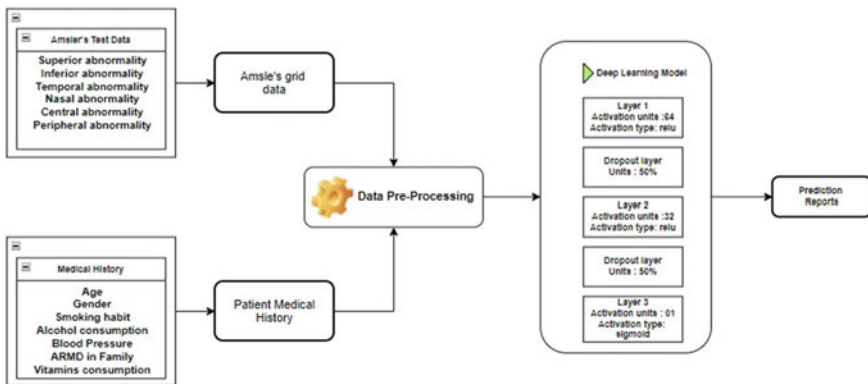 Amsler's Test Data
Superior abnormality
Inferior abnormality
Temporal abnormality
Nasal abnormality
Central abnormality
Peripheral abnormality
Amsle's grid
data
Medical History
Age
Gender
Smoking habit
Alcohol consumption
Blood Pressure
ARMD in Family
Vitamins consumption
Patient Medical
History
Data Pre-Processing
Deep Learning Model
Layer 1
Activation units :64
Activation type: relu
Dropout layer
Units : 50%
Layer 2
Activation units :32
Activation type: relu
Dropout layer
Units : 50%
Layer 3
Activation units : 01
Activation type:
sigmoid
Prediction
Reports